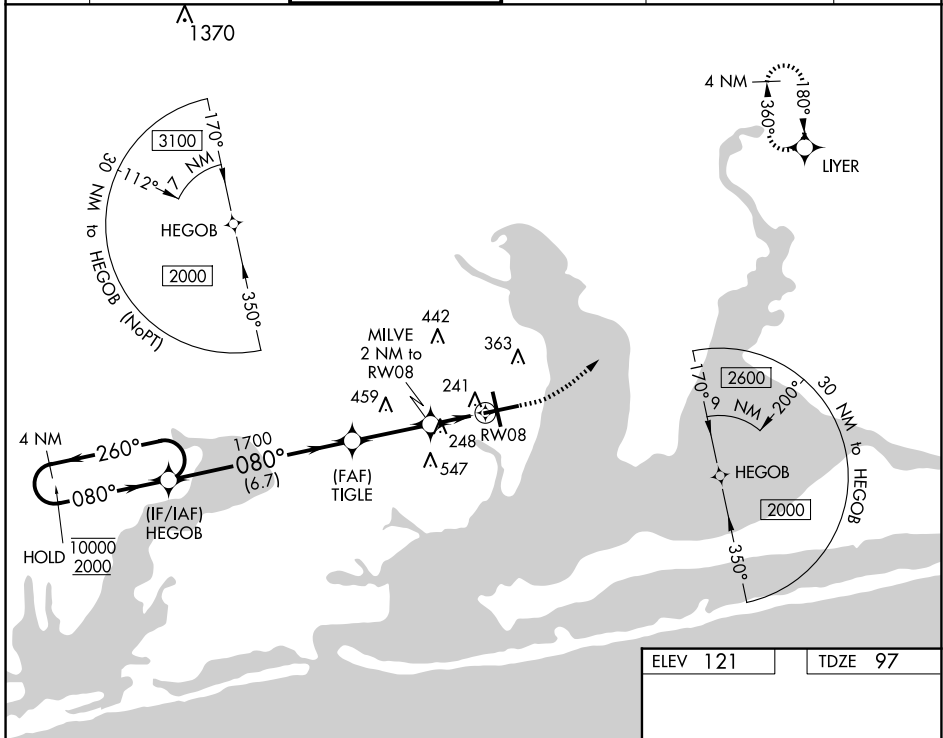 1370
4 NM
360°
180°
LIYER
170°
3100
7 NM
112°
30 NM to HEGOB (NoPT)
HEGOB
2000
350°
442
MILVE
2 NM to
RW08
363
459
241
248
RW08
547
4 NM
260°
080°
1700
080°
(6.7)
(FAF)
TIGLE
(IF/IAF)
HEGOB
HOLD
10000
2000
170°
2600
9 NM
200°
30 NM to HEGOB
HEGOB
2000
350°
ELEV 121
TDZE 97